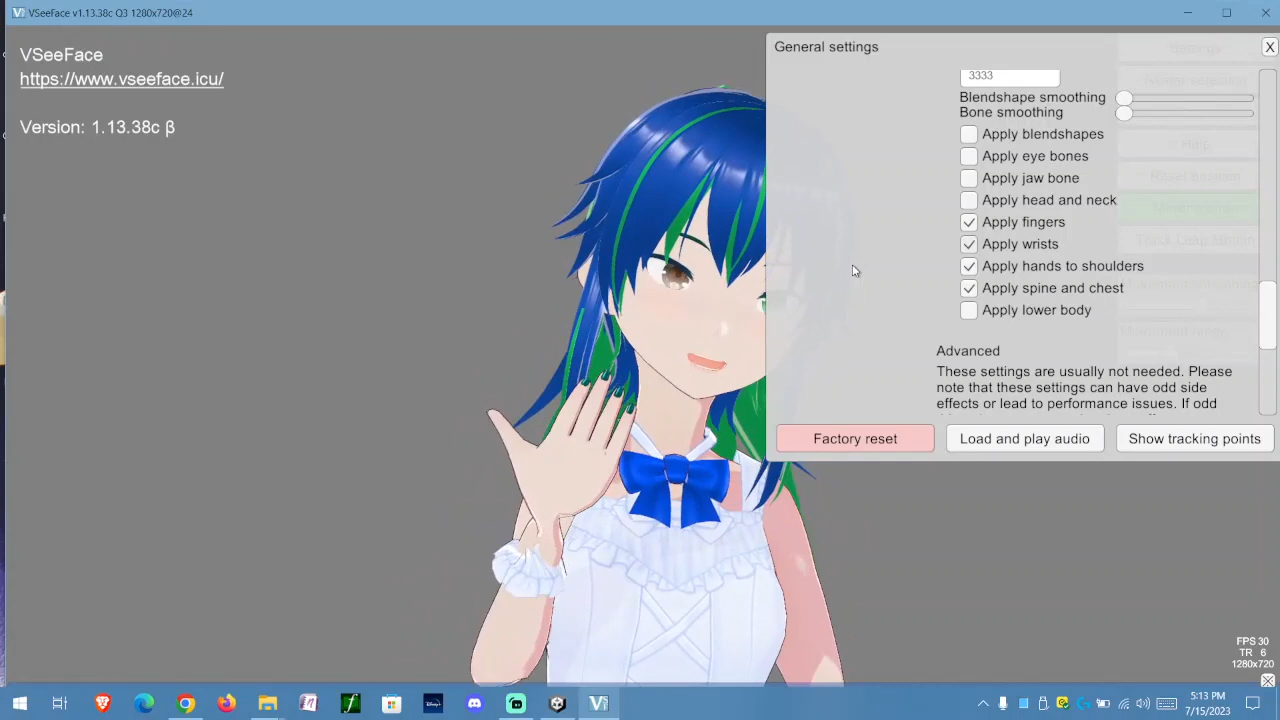 VSeeFace v1.13.38c Q3 1280x720@24
VSeeFace
https://www.vseeface.icu/
Version: 1.13.38c β
General settings
X
3333
Blendshape smoothing
Bone smoothing
Apply blendshapes
Apply eye bones
Apply jaw bone
Apply head and neck
Apply fingers
Apply wrists
Apply hands to shoulders
Apply spine and chest
Apply lower body
Advanced
These settings are usually not needed. Please
note that these settings can have odd side
effects or lead to performance issues. If odd
Factory reset
Load and play audio
Show tracking points
FPS 30
TR 6
1280x720
5:13 PM
7/15/2023